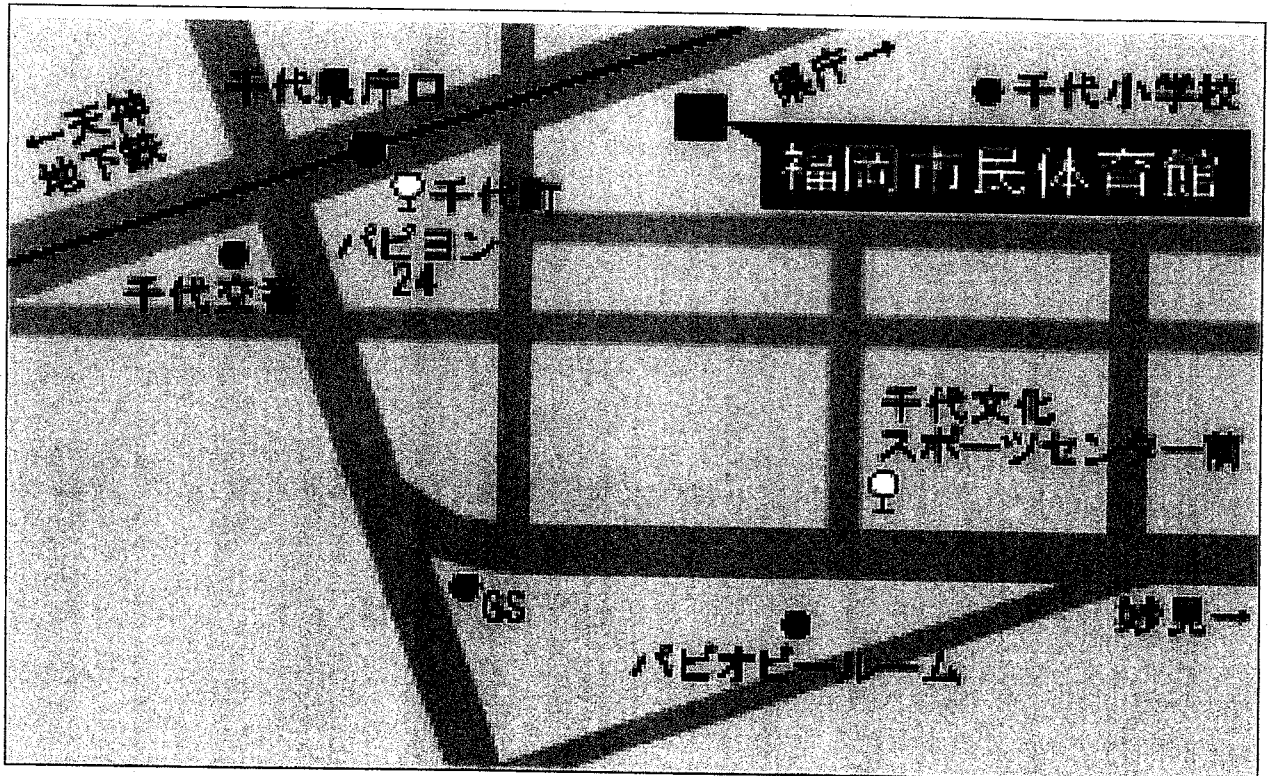 千代県庁口
県庁→
千代小学校
←天神
地下鉄
福岡市民体育館
千代町
パピヨン
24
千代交番
千代文化
スポーツセンター前
GS
妙見→
パピオビールーム